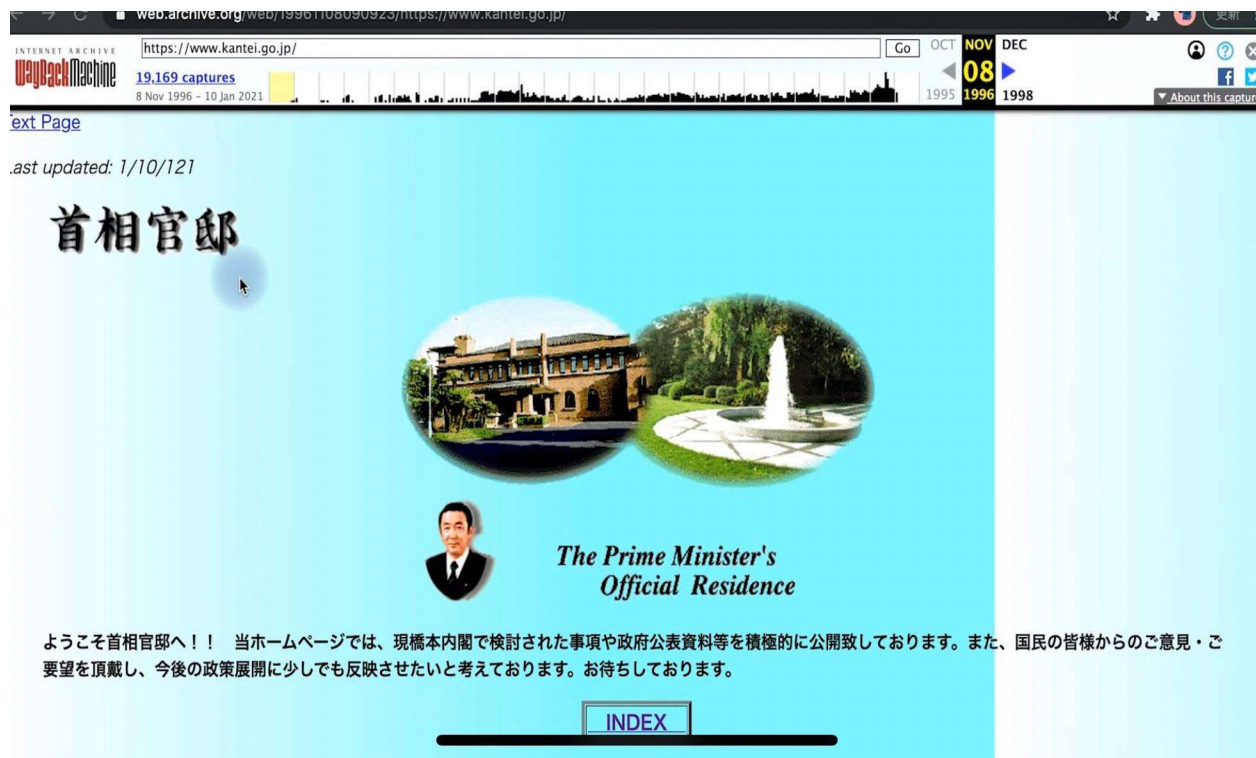 web.archive.org/web/19961108090923/https://www.kantei.go.jp/
更新
INTERNET ARCHIVE
WayBackMachine
https://www.kantei.go.jp/
Go
OCT NOV DEC
19,169 captures
08
8 Nov 1996 - 10 Jan 2021
1995 1996 1998
▼ About this capture
Text Page
Last updated: 1/10/121
首相官邸
The Prime Minister's
Official Residence
ようこそ首相官邸へ！！　当ホームページでは、現橋本内閣で検討された事項や政府公表資料等を積極的に公開致しております。また、国民の皆様からのご意見・ご
要望を頂戴し、今後の政策展開に少しでも反映させたいと考えております。お待ちしております。
INDEX